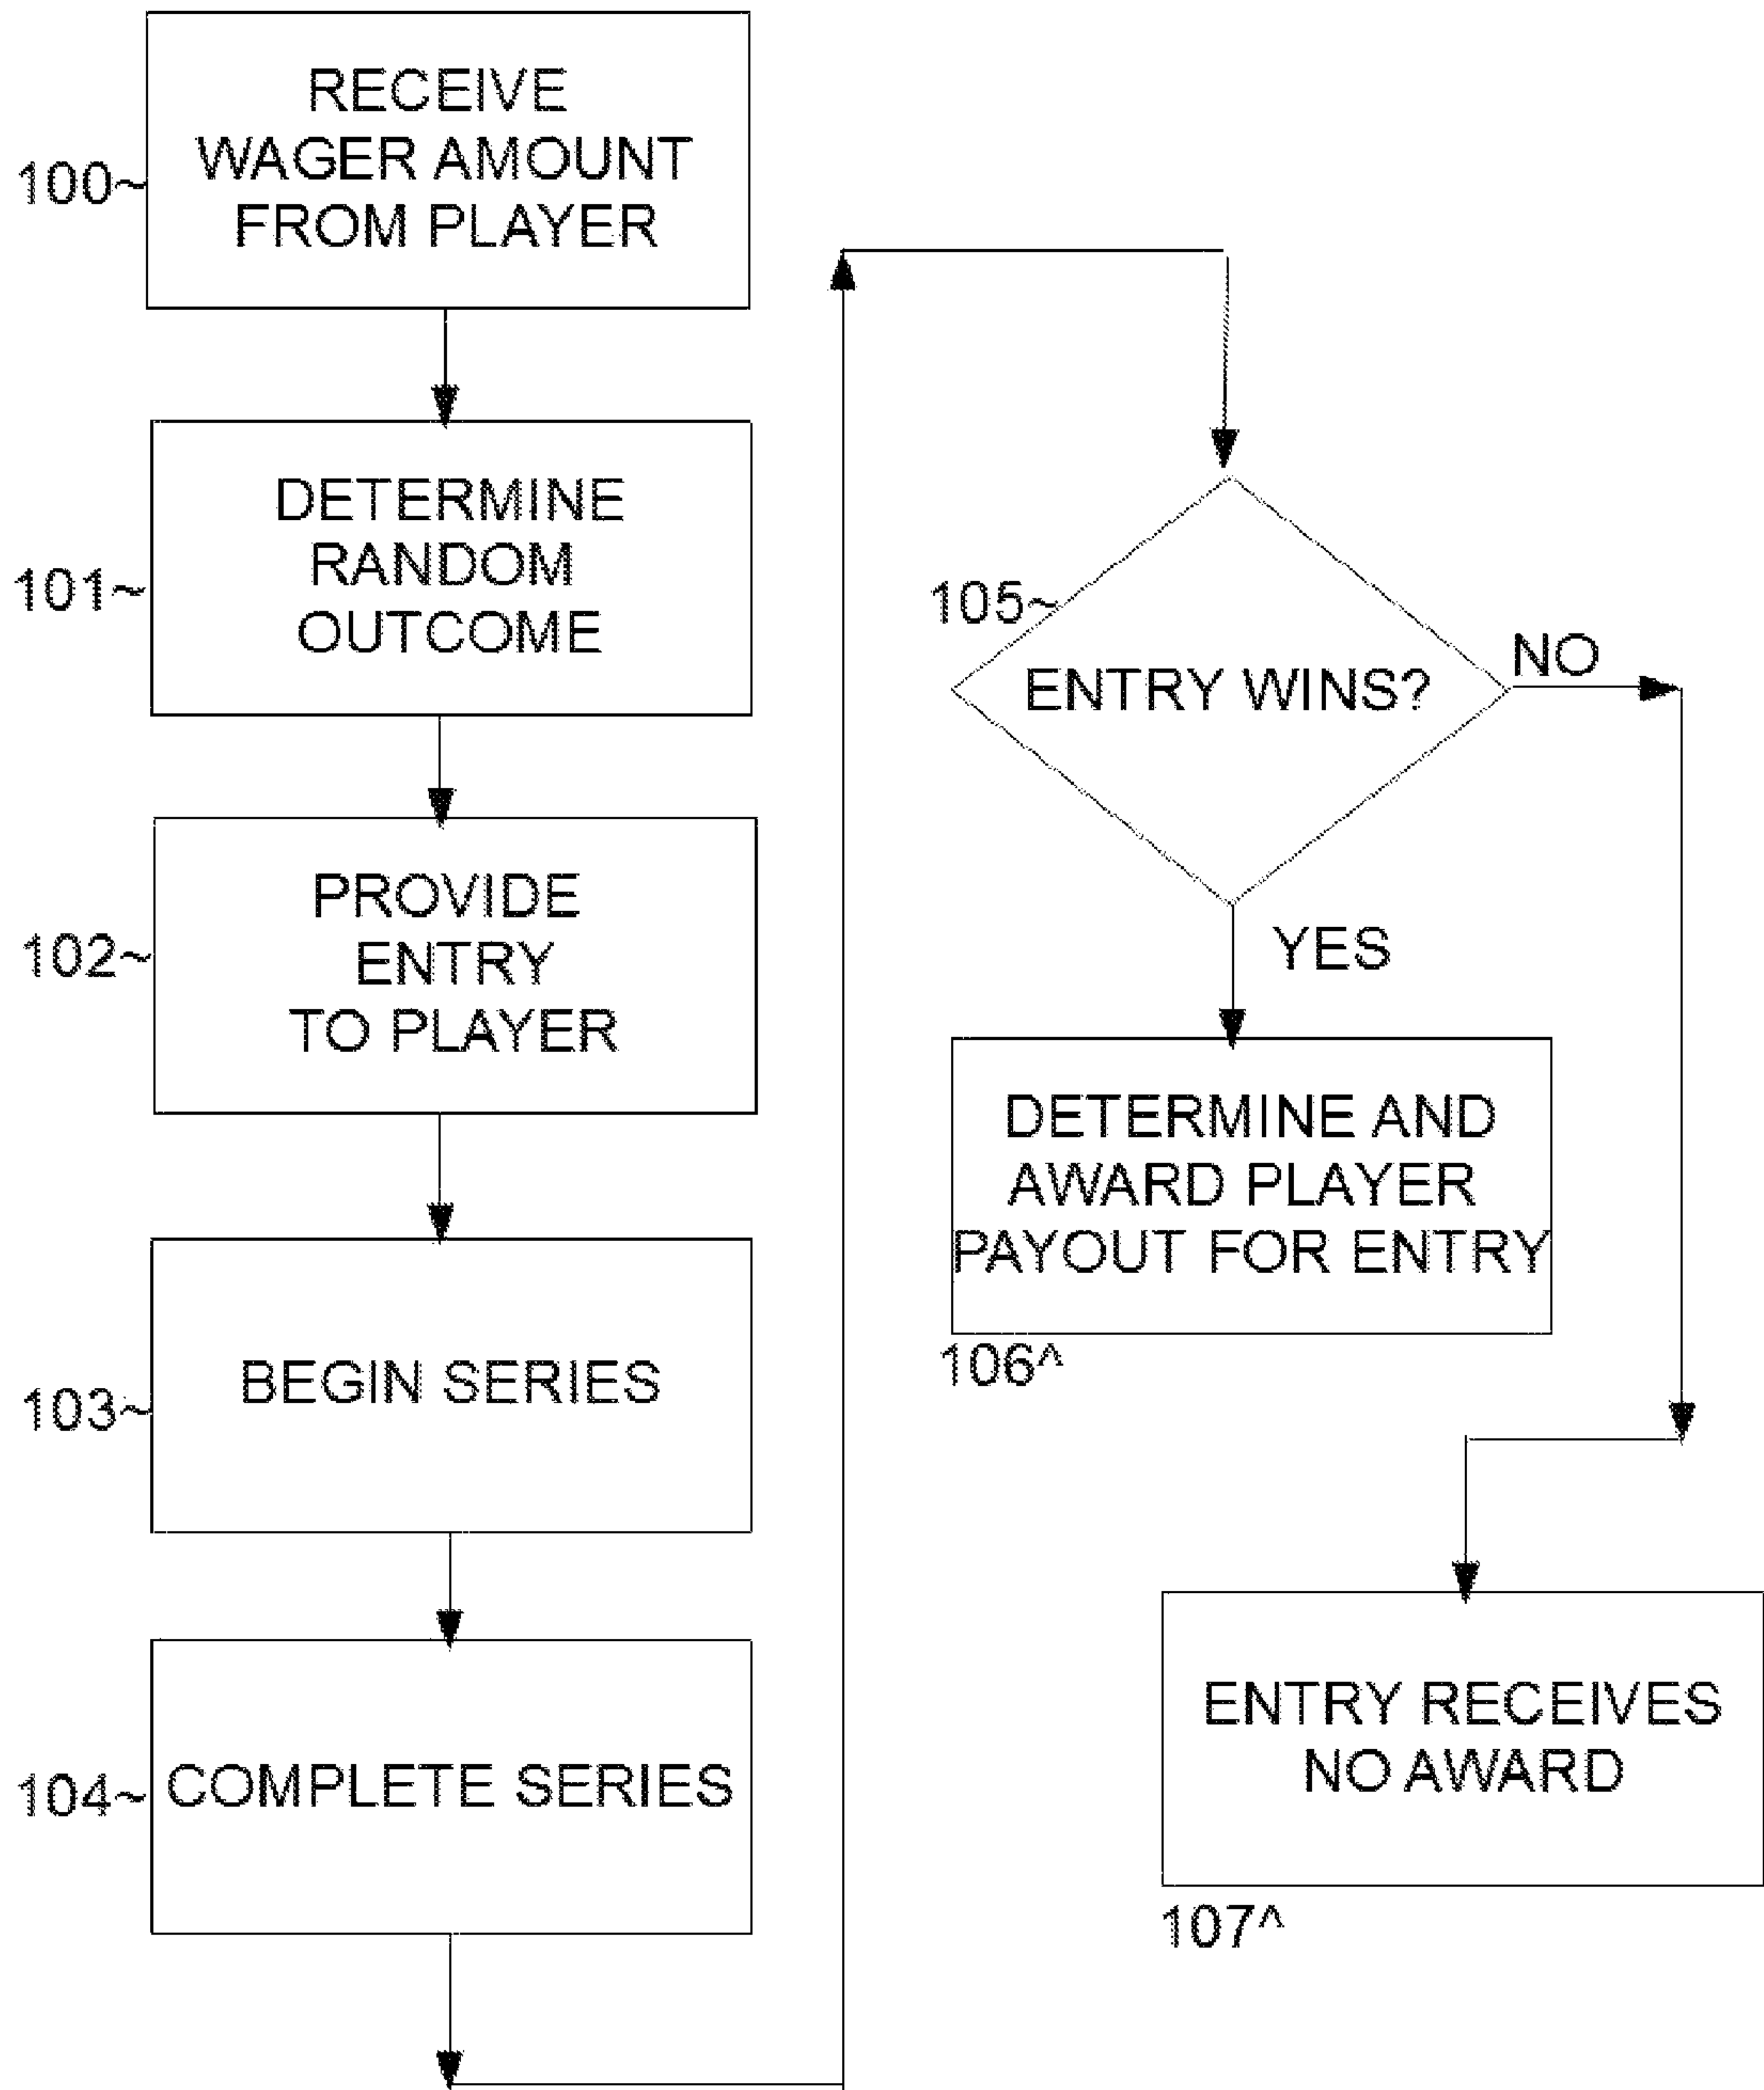 RECEIVE
WAGER AMOUNT
FROM PLAYER
100~
DETERMINE
RANDOM
OUTCOME
101~
PROVIDE
ENTRY
TO PLAYER
102~
BEGIN SERIES
103~
COMPLETE SERIES
104~
105~
ENTRY WINS?
NO
YES
DETERMINE AND
AWARD PLAYER
PAYOUT FOR ENTRY
106^
ENTRY RECEIVES
NO AWARD
107^